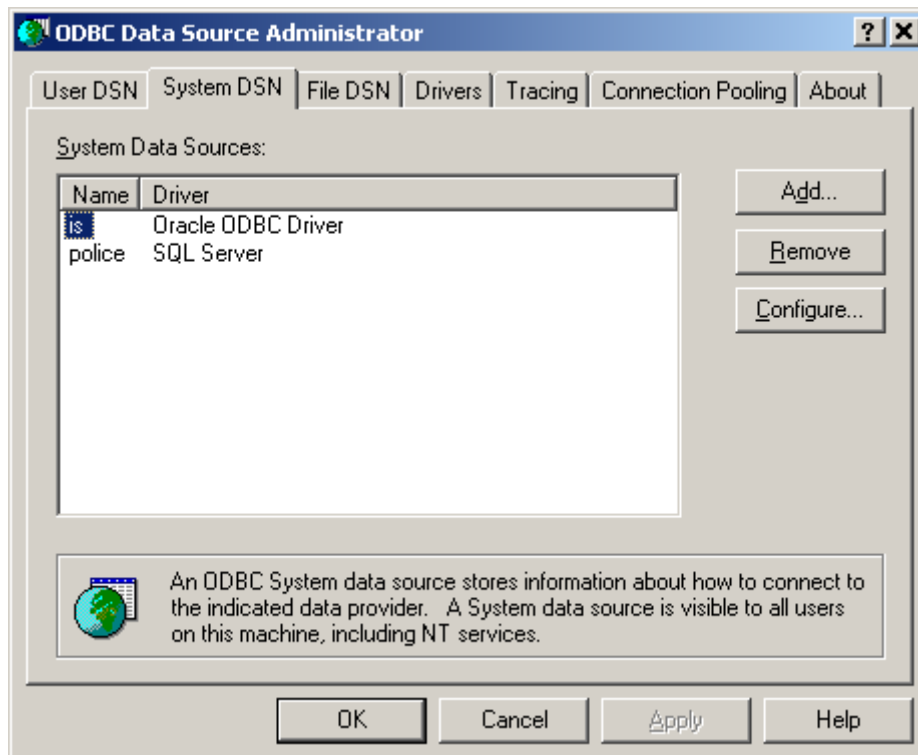 ODBC Data Source Administrator
User DSN System DSN File DSN Drivers Tracing Connection Pooling About
System Data Sources:
Name Driver
is Oracle ODBC Driver
police SQL Server
Add...
Remove
Configure...
An ODBC System data source stores information about how to connect to
the indicated data provider. A System data source is visible to all users
on this machine, including NT services.
OK Cancel Apply Help